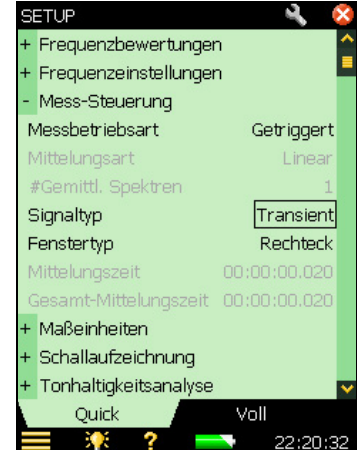 SETUP
+ Frequenzbewertungen
+ Frequenzeinstellungen
- Mess-Steuerung
Messbetriebsart Getriggert
Mittelungsart Linear
#Gemittl. Spektren 1
Signaltyp Transient
Fenstertyp Rechteck
Mittelungszeit 00:00:00.020
Gesamt-Mittelungszeit 00:00:00.020
+ Maßeinheiten
+ Schallaufzeichnung
+ Tonhaltigkeitsanalyse
Quick Voll
? 22:20:32